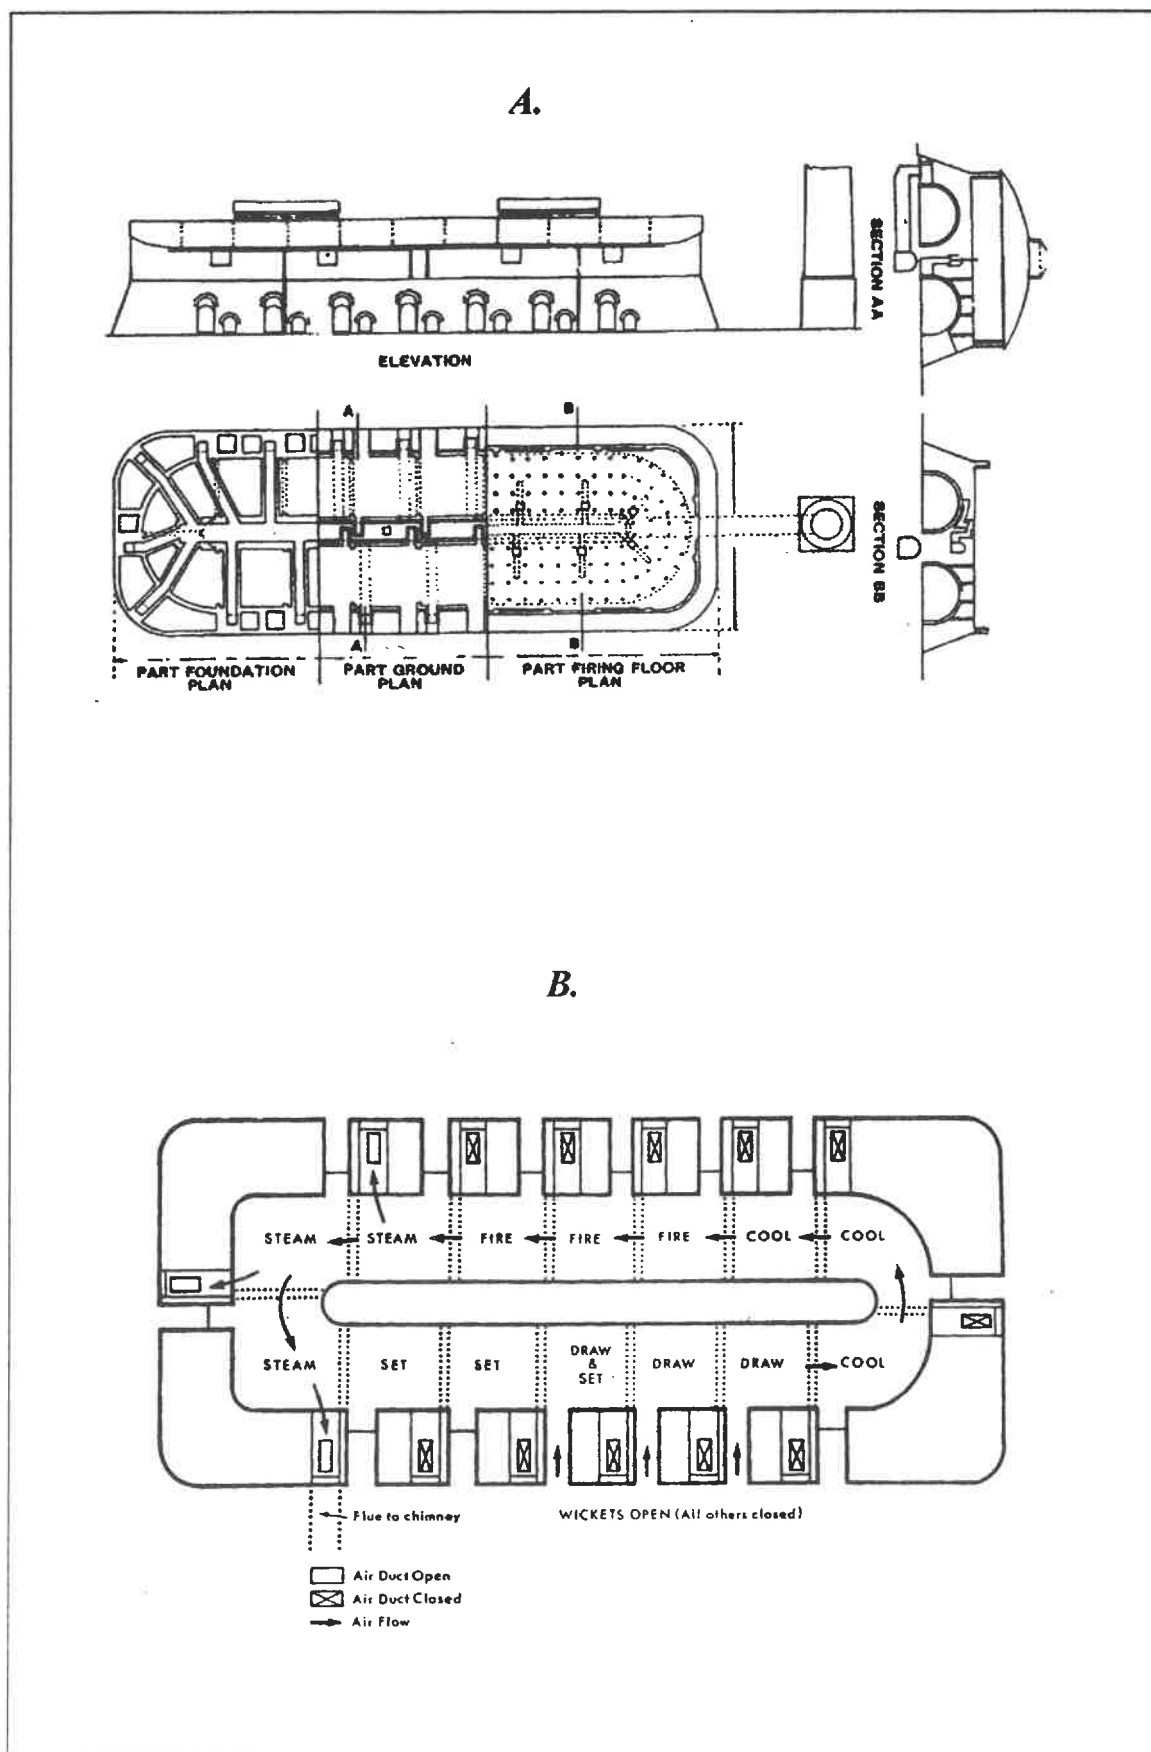 A.
SECTION AA
ELEVATION
A
B
SECTION BB
A
B
PART FOUNDATION
PLAN
PART GROUND
PLAN
PART FIRING FLOOR
PLAN
B.
STEAM STEAM FIRE FIRE FIRE COOL COOL
STEAM SET SET DRAW & SET DRAW DRAW COOL
Flue to chimney
WICKETS OPEN (All others closed)
Air Duct Open
Air Duct Closed
Air Flow